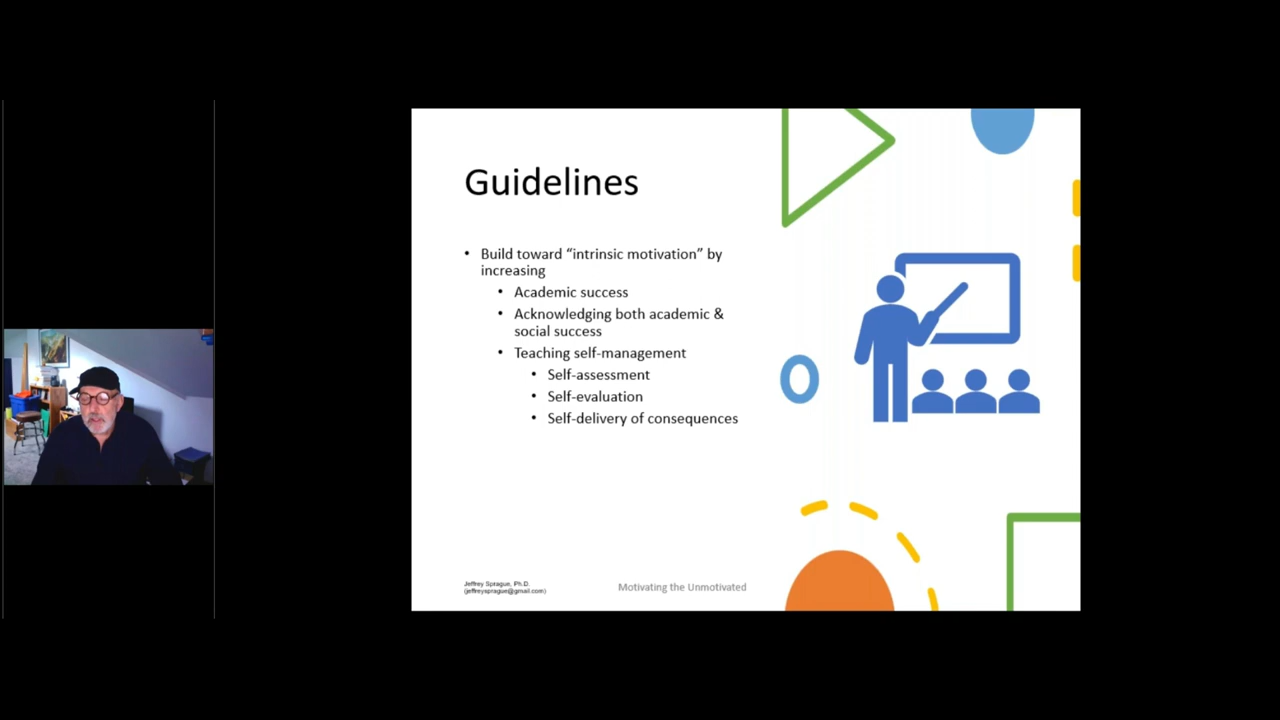 Guidelines
• Build toward “intrinsic motivation” by
increasing
• Academic success
• Acknowledging both academic &
social success
• Teaching self-management
• Self-assessment
• Self-evaluation
• Self-delivery of consequences
Jeffrey Sprague, Ph.D.
(jeffreysprague@gmail.com)
Motivating the Unmotivated